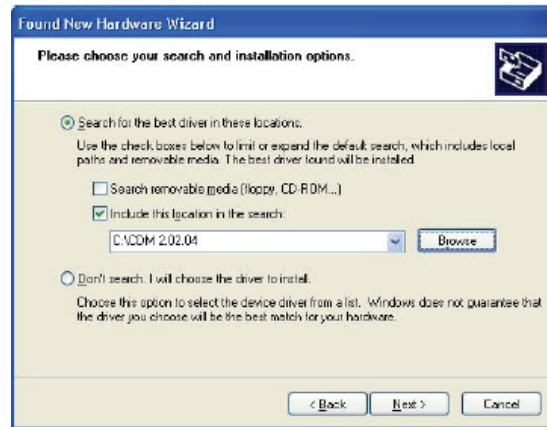 Found New Hardware Wizard
Please choose your search and installation options.
Search for the best driver in these locations.
Use the check boxes below to limit or expand the default search, which includes local
paths and removable media. The best driver found will be installed.
Search removable media (floppy, CD-ROM...)
Include this location in the search:
C:\CDM 2.02.04
Browse
Don't search. I will choose the driver to install.
Choose this option to select the device driver from a list. Windows does not guarantee that
the driver you choose will be the best match for your hardware.
< Back Next > Cancel